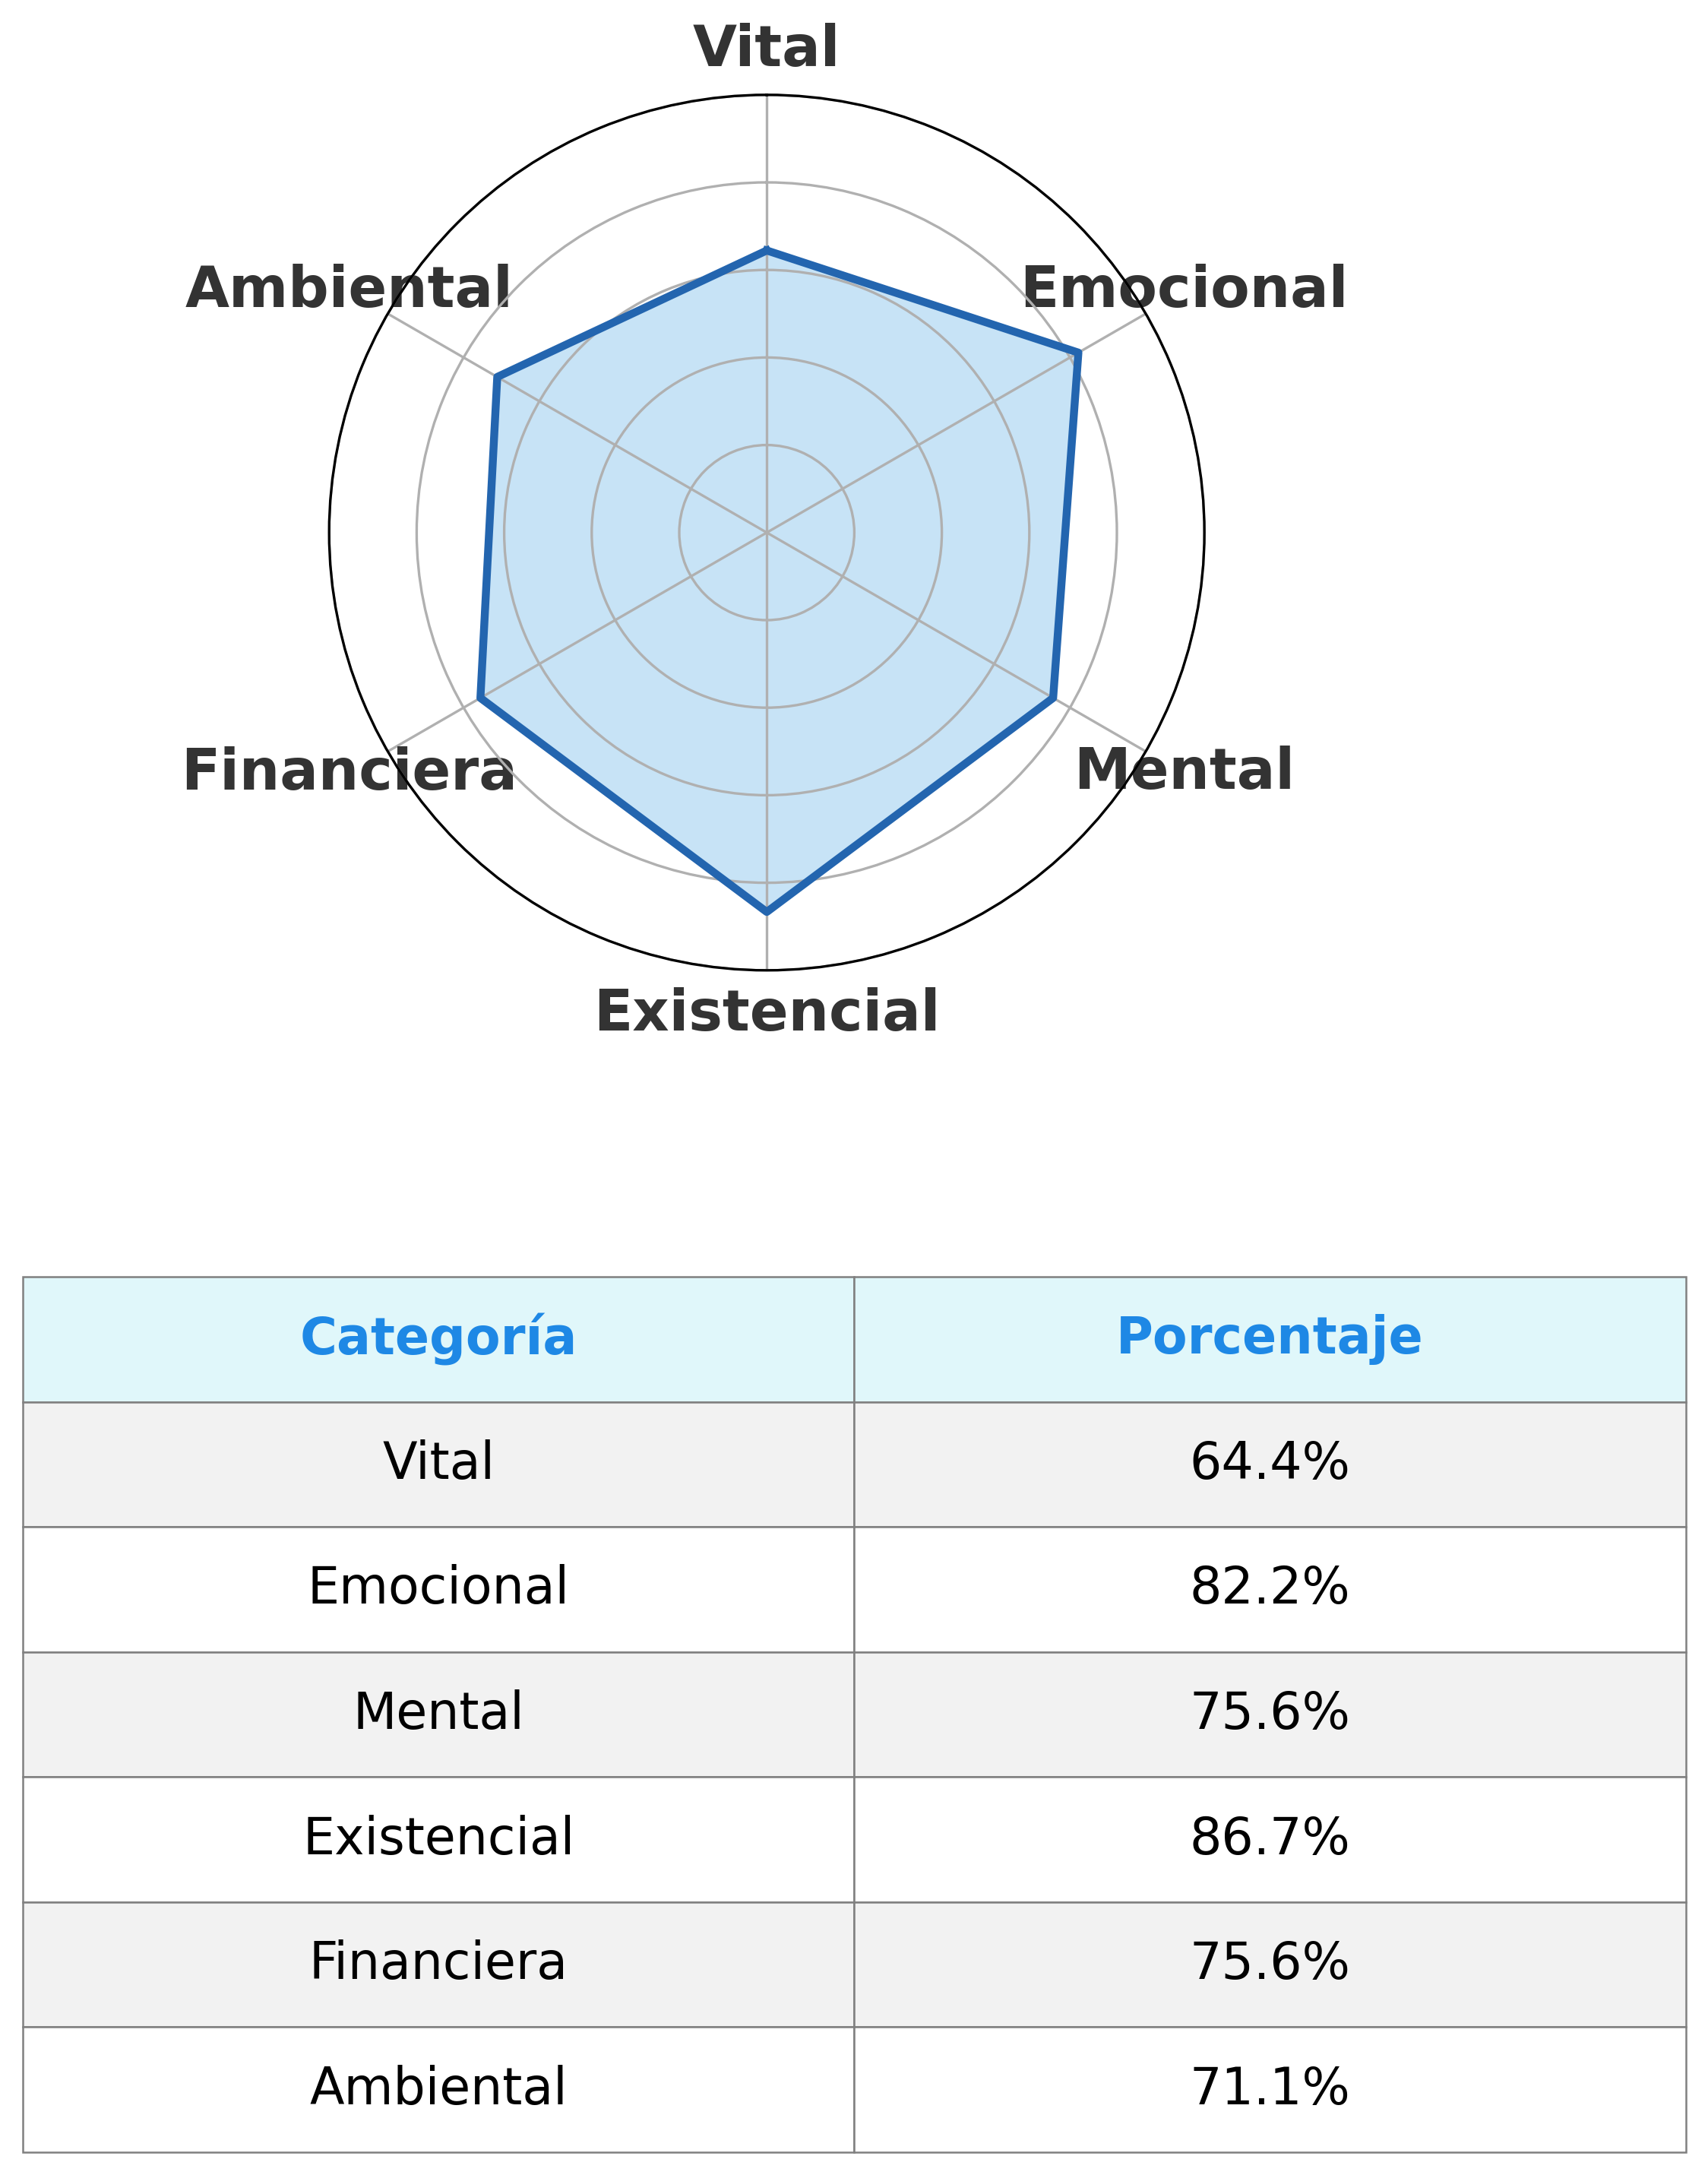 Vital
Ambiental
Emocional
Financiera
Mental
Existencial
Categoría Porcentaje
Vital 64.4%
Emocional 82.2%
Mental 75.6%
Existencial 86.7%
Financiera 75.6%
Ambiental 71.1%